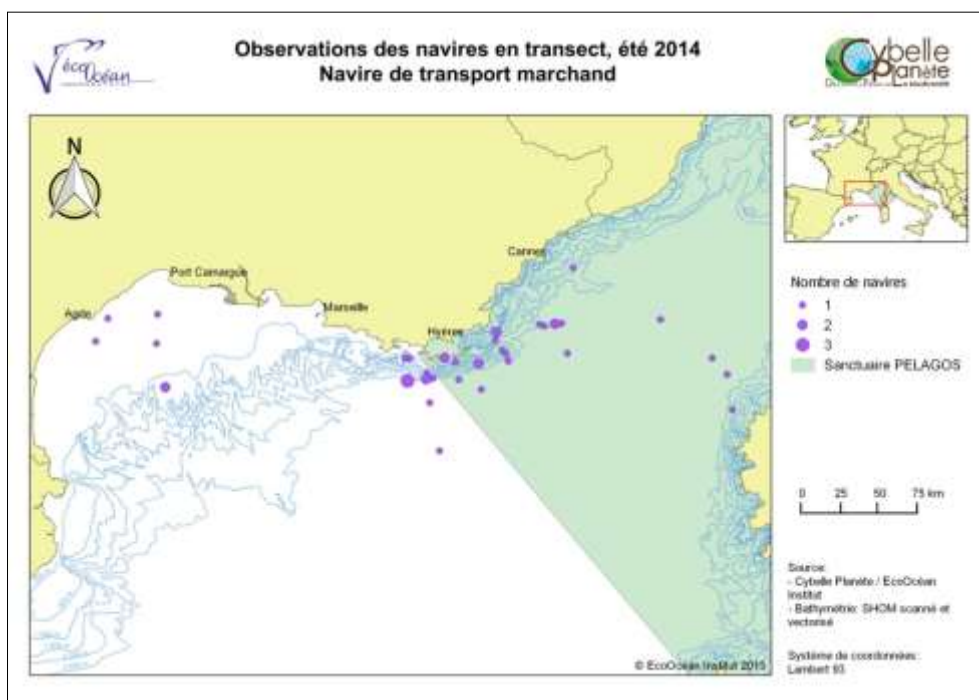 éco
Océan
Observations des navires en transect, été 2014
Navire de transport marchand
Cybelle
Planète
N
Cannes
Port Camargue
Agde
Marseille
Hyères
Nombre de navires
1
2
3
Sanctuaire PELAGOS
0 25 50 75 km
Source:
- Cybelle Planète / EcoOcéan
Institut
- Bathymétrie: SHOM scanné et
vectorisé
Système de coordonnées:
Lambert 93
© EcoOcéan Institut 2015